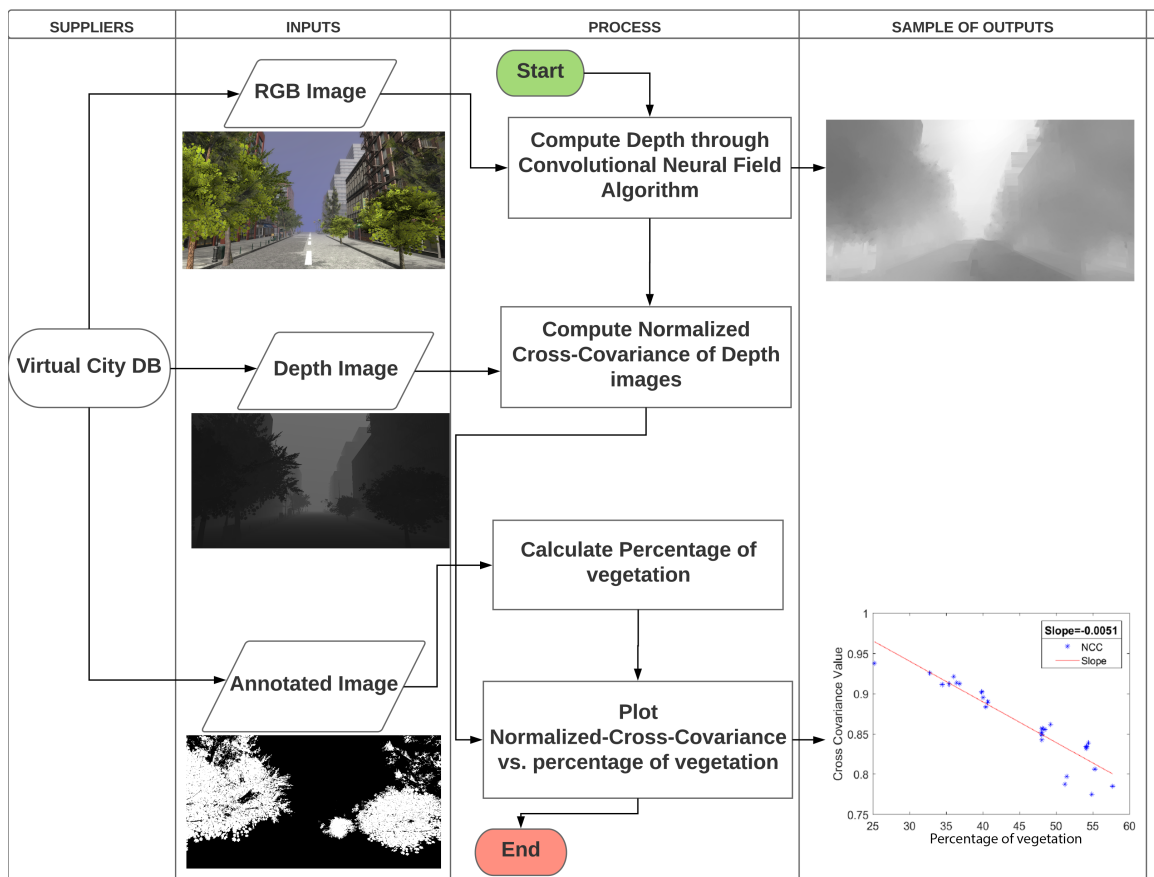 SUPPLIERS
INPUTS
PROCESS
SAMPLE OF OUTPUTS
Start
RGB Image
Compute Depth through
Convolutional Neural Field
Algorithm
Virtual City DB
Depth Image
Compute Normalized
Cross-Covariance of Depth
images
Calculate Percentage of
vegetation
Annotated Image
Plot
Normalized-Cross-Covariance
vs. percentage of vegetation
End
Slope=-0.0051
NCC
Slope
Cross Covariance Value
1
0.95
0.9
0.85
0.8
0.75
25
30
35
40
45
50
55
60
Percentage of vegetation